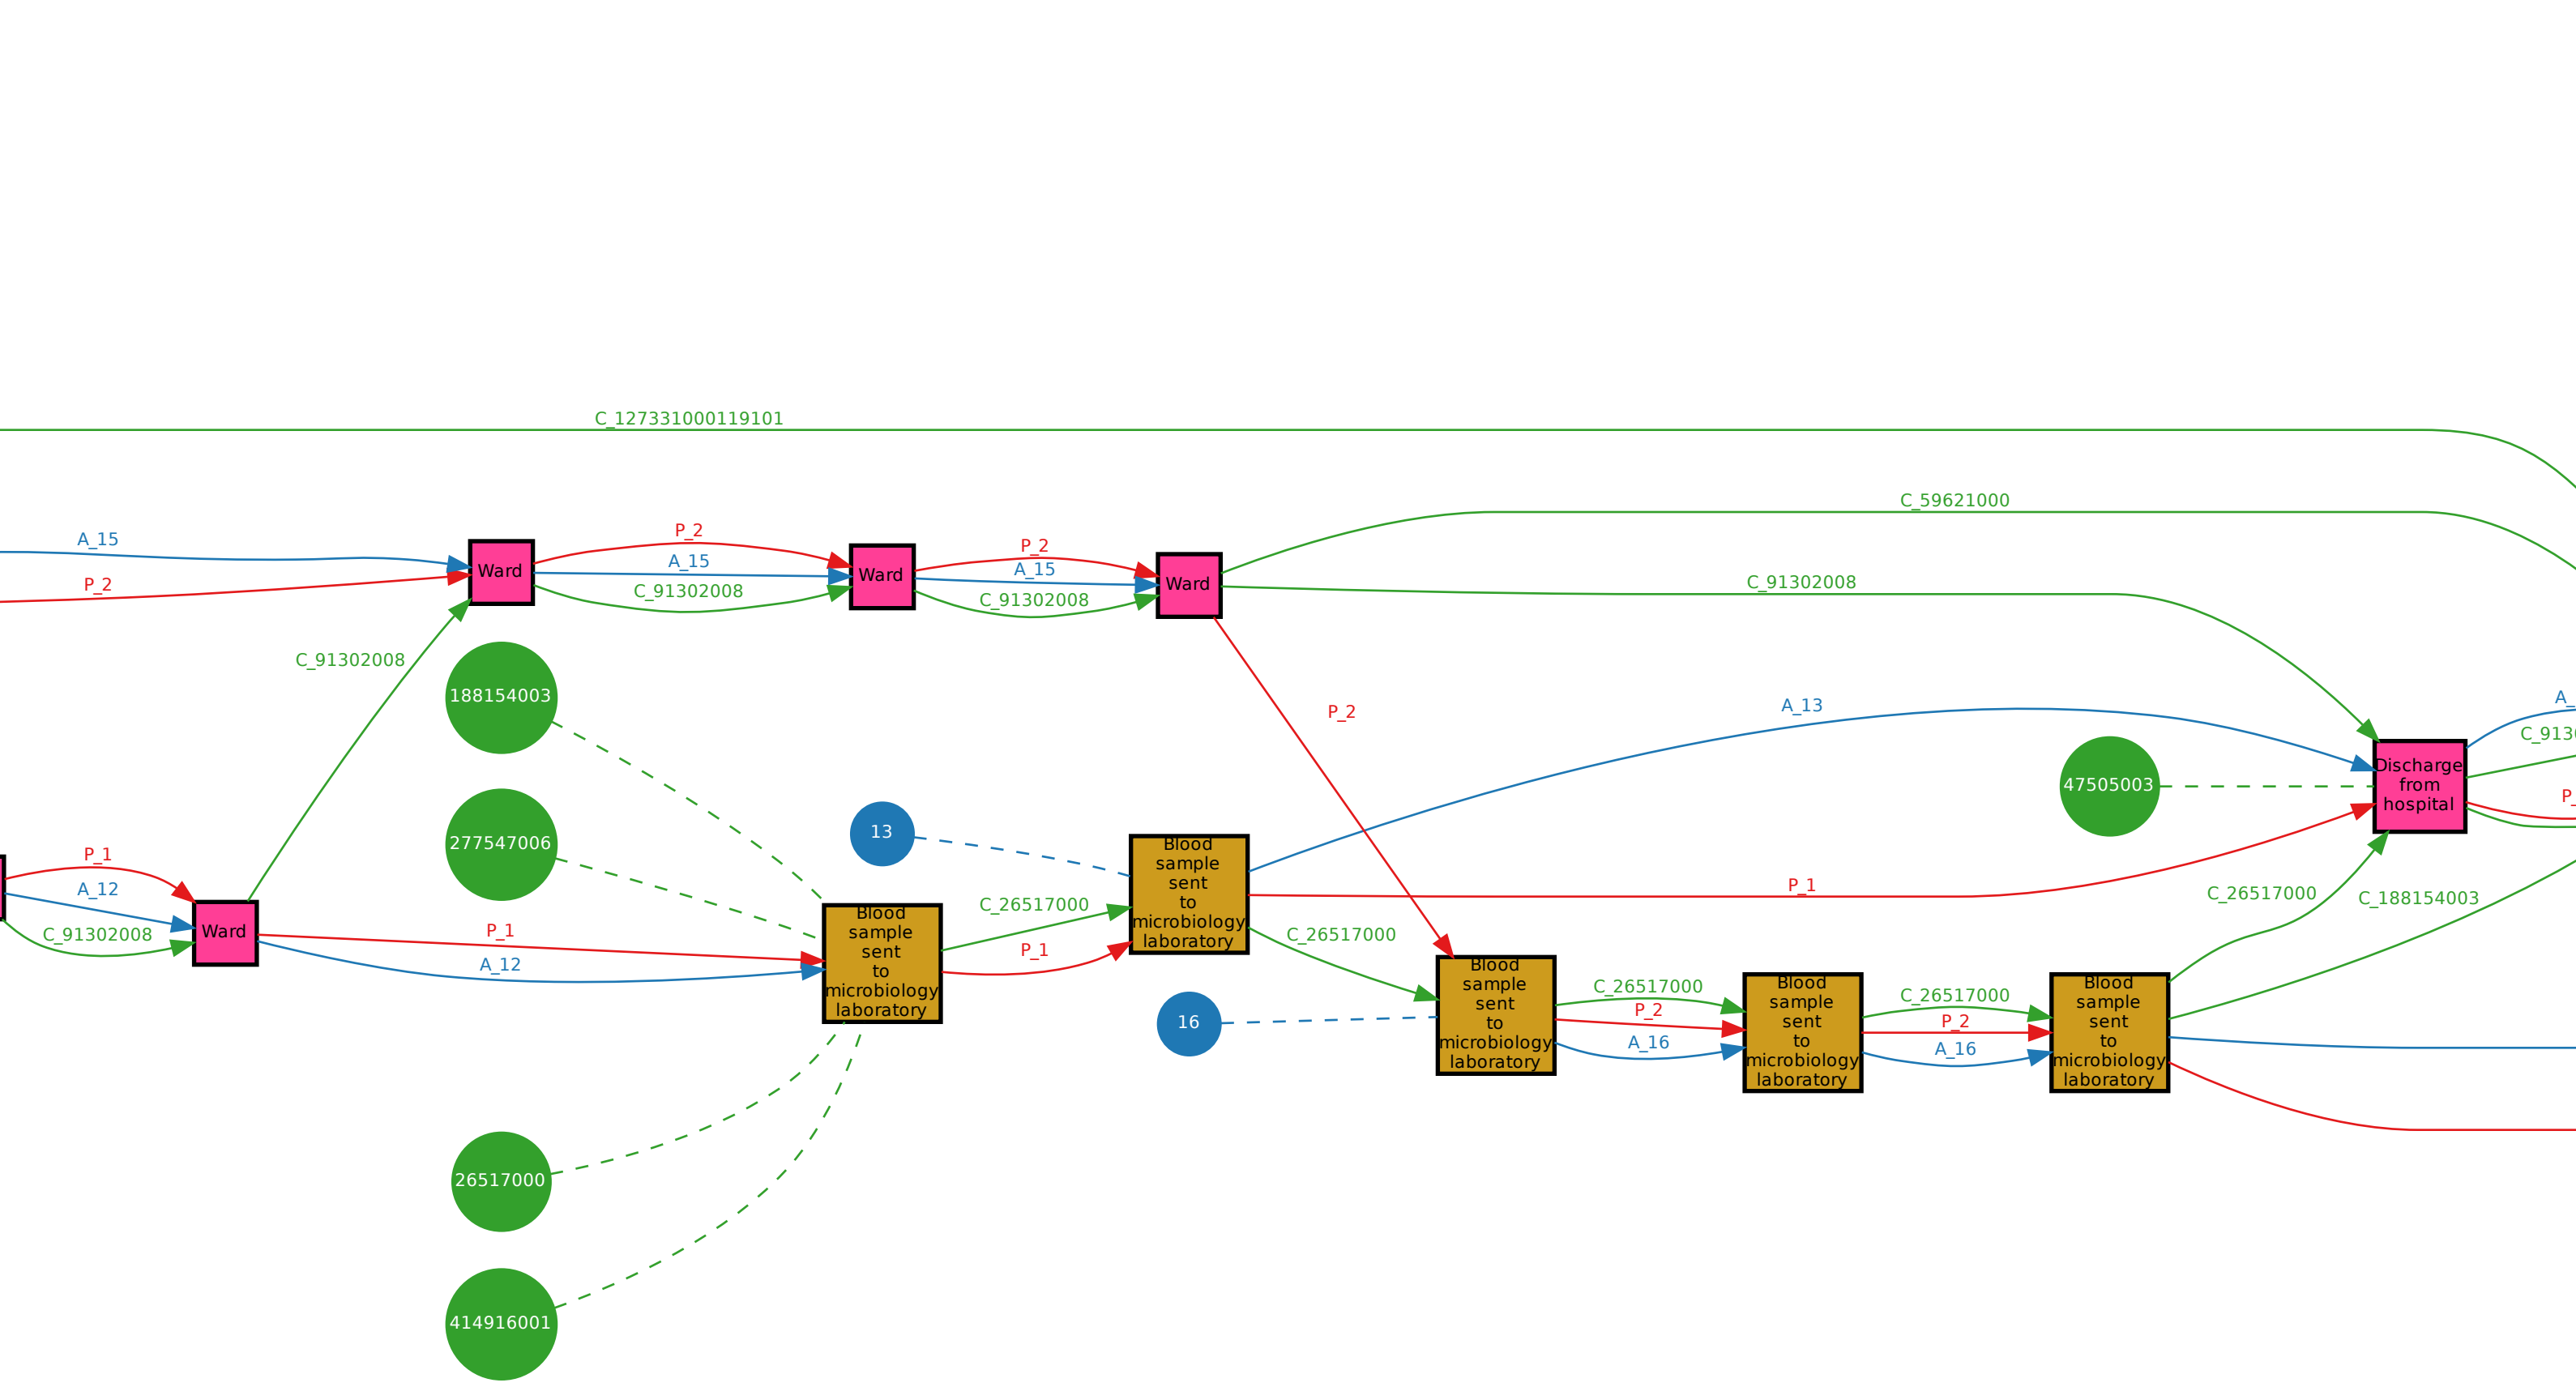 C_127331000119101
C_59621000
A_15
P_2
Ward
P_2
A_15
C_91302008
Ward
P_2
A_15
C_91302008
Ward
C_91302008
C_91302008
188154003
P_2
A_13
A_
C_913
47505003
Discharge
from
hospital
P_
277547006
13
P_1
A_12
C_91302008
Ward
P_1
A_12
Blood
sample
sent
to
microbiology
laboratory
C_26517000
P_1
Blood
sample
sent
to
microbiology
laboratory
P_1
C_26517000
C_26517000
C_188154003
16
Blood
sample
sent
to
microbiology
laboratory
C_26517000
P_2
A_16
Blood
sample
sent
to
microbiology
laboratory
C_26517000
P_2
A_16
Blood
sample
sent
to
microbiology
laboratory
26517000
414916001